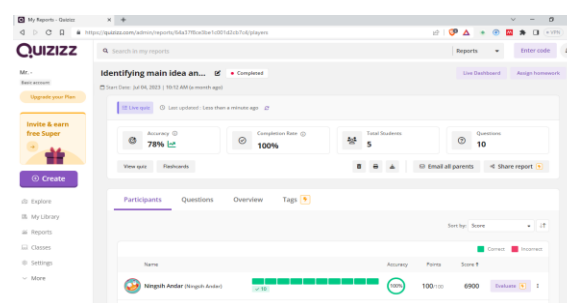 My Reports - Quizizz
https://quizizz.com/admin/reports/64a37f0ce3be1c001d2cb7cd/players
VPN
QUIZIZZ
Search in my reports
Reports
Enter code
Mr. -
Basic account
Upgrade your Plan
Identifying main idea an...
Completed
Live Dashboard
Assign homework
Start Date: Jul 04, 2023 | 10:12 AM (a month ago)
Live quiz
Last updated : Less than a minute ago
Invite & earn
free Super
Accuracy
78%
Completion Rate
100%
Total Students
5
Questions
10
View quiz
Flashcards
Email all parents
Share report
Create
Explore
My Library
Reports
Classes
Settings
More
Participants
Questions
Overview
Tags
Sort by: Score
Correct
Incorrect
Name
Accuracy
Points
Score
Ningsih Andar (Ningsih Andar)
10
100%
100/100
6900
Evaluate